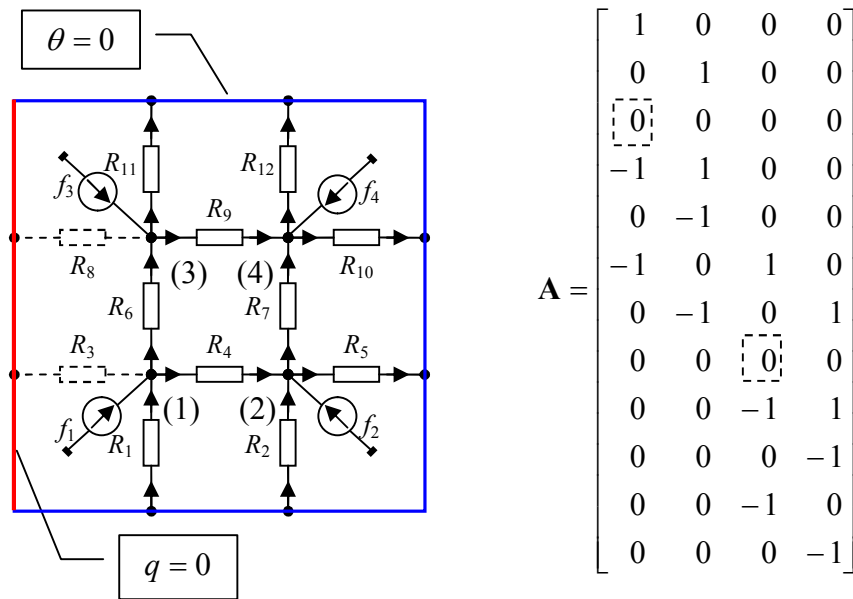 θ = 0
R₁₁ R₁₂
f₃ f₄
R₉
R₈ (3) (4) R₁₀
R₆ R₇
R₃ R₄ R₅
(1) (2)
f₁ R₁ R₂ f₂
q = 0
1 0 0 0
0 1 0 0
0 0 0 0
−1 1 0 0
0 −1 0 0
A = −1 0 1 0
0 −1 0 1
0 0 0 0
0 0 −1 1
0 0 0 −1
0 0 −1 0
0 0 0 −1